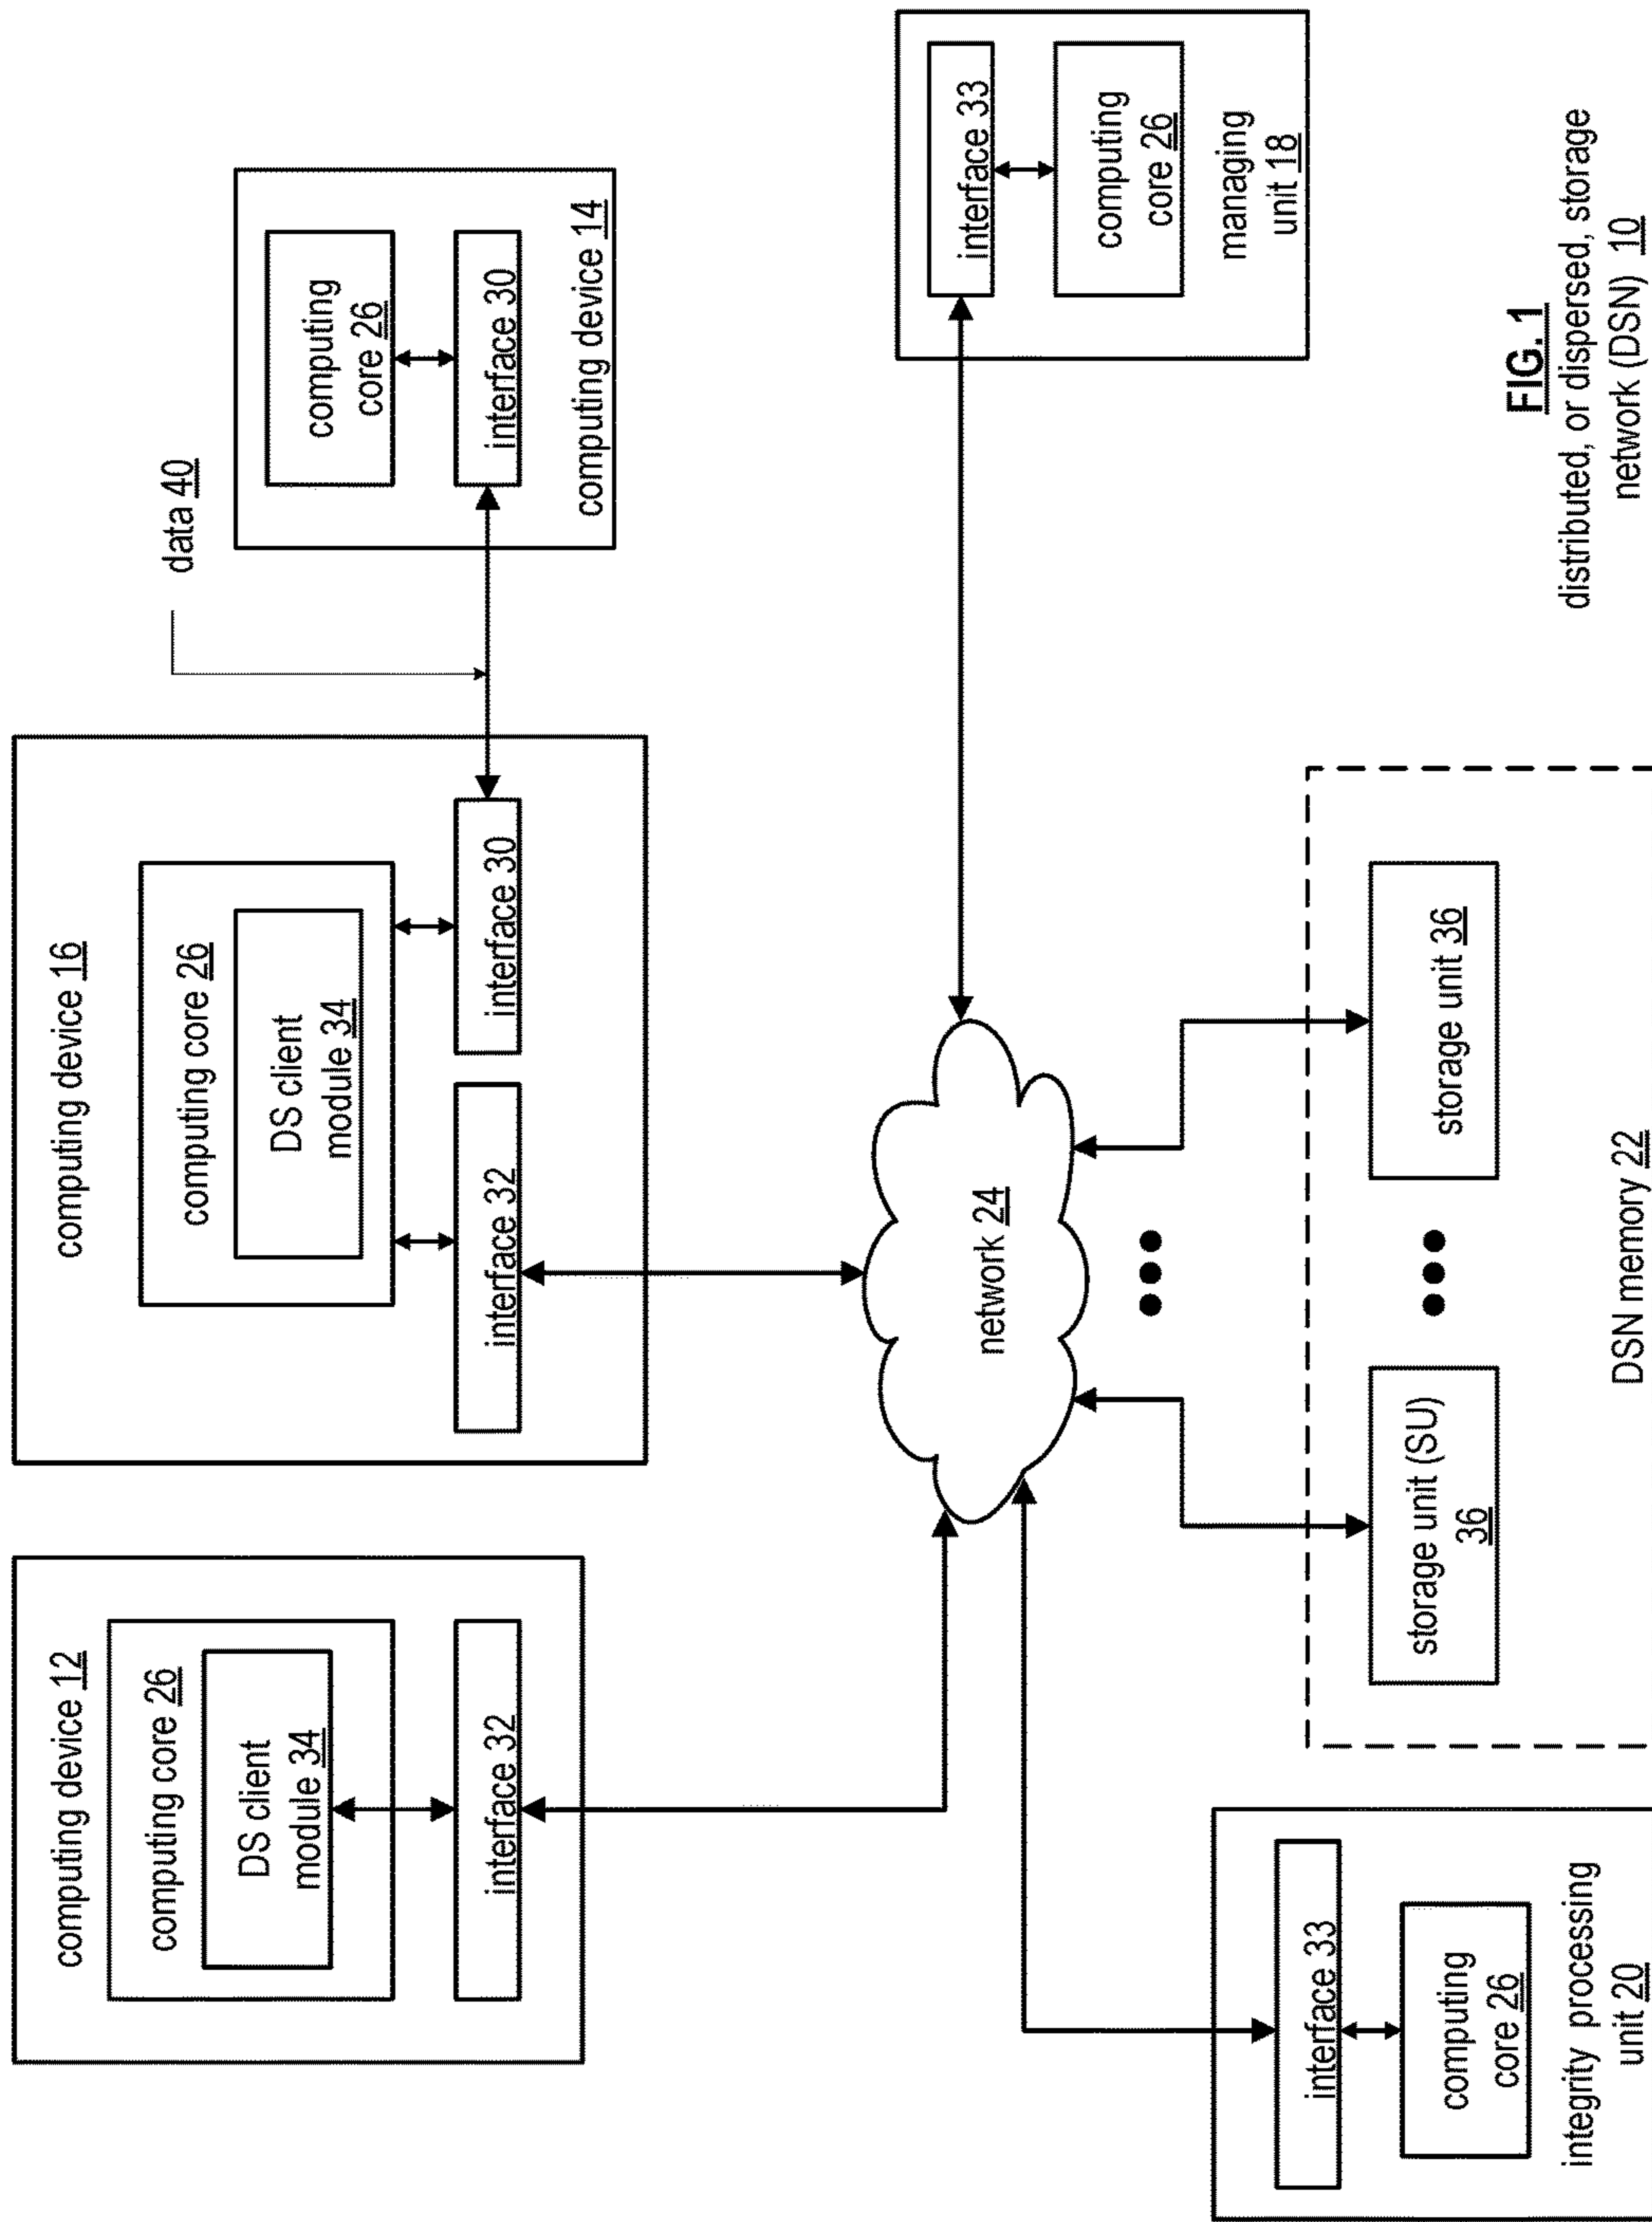 computing device 12
computing core 26
DS client
module 34
interface 32
computing device 16
computing core 26
DS client
module 34
interface 32
interface 30
data 40
computing
core 26
interface 30
computing device 14
network 24
interface 33
computing
core 26
managing
unit 18
interface 33
computing
core 26
integrity processing
unit 20
storage unit (SU)
36
storage unit 36
DSN memory 22
FIG. 1
distributed, or dispersed, storage
network (DSN) 10